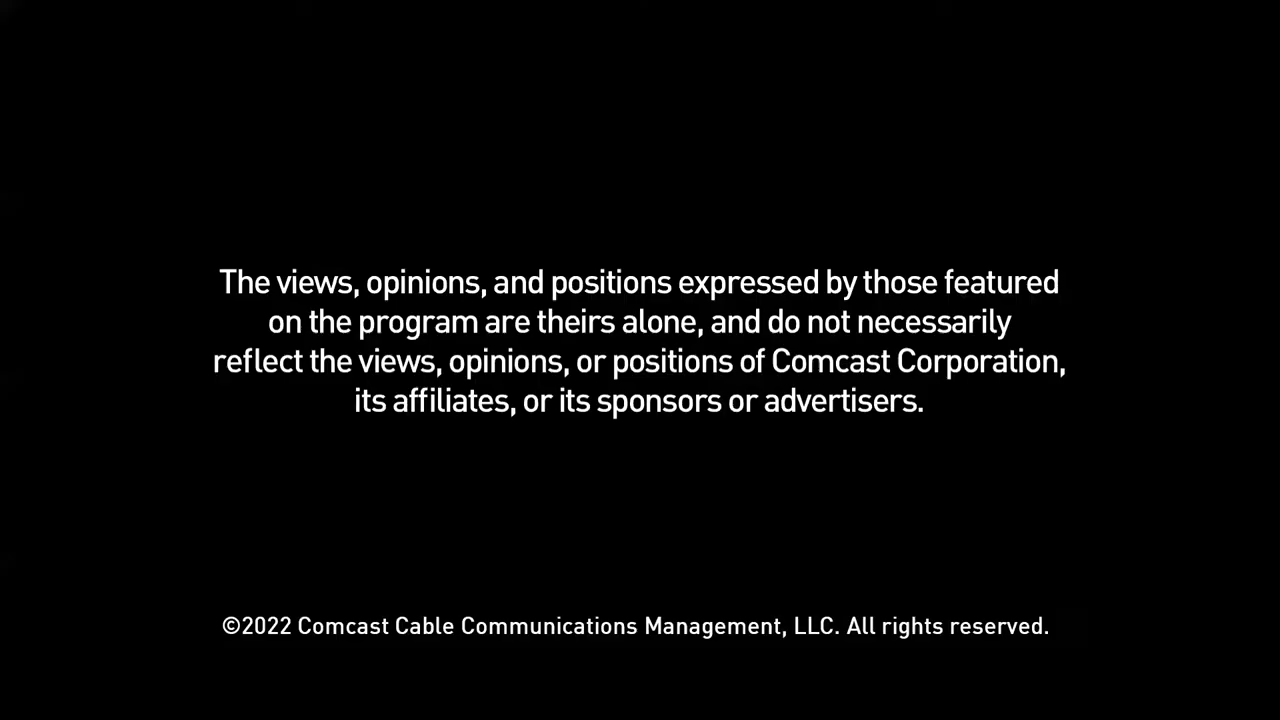 The views, opinions, and positions expressed by those featured
on the program are theirs alone, and do not necessarily
reflect the views, opinions, or positions of Comcast Corporation,
its affiliates, or its sponsors or advertisers.
©2022 Comcast Cable Communications Management, LLC. All rights reserved.